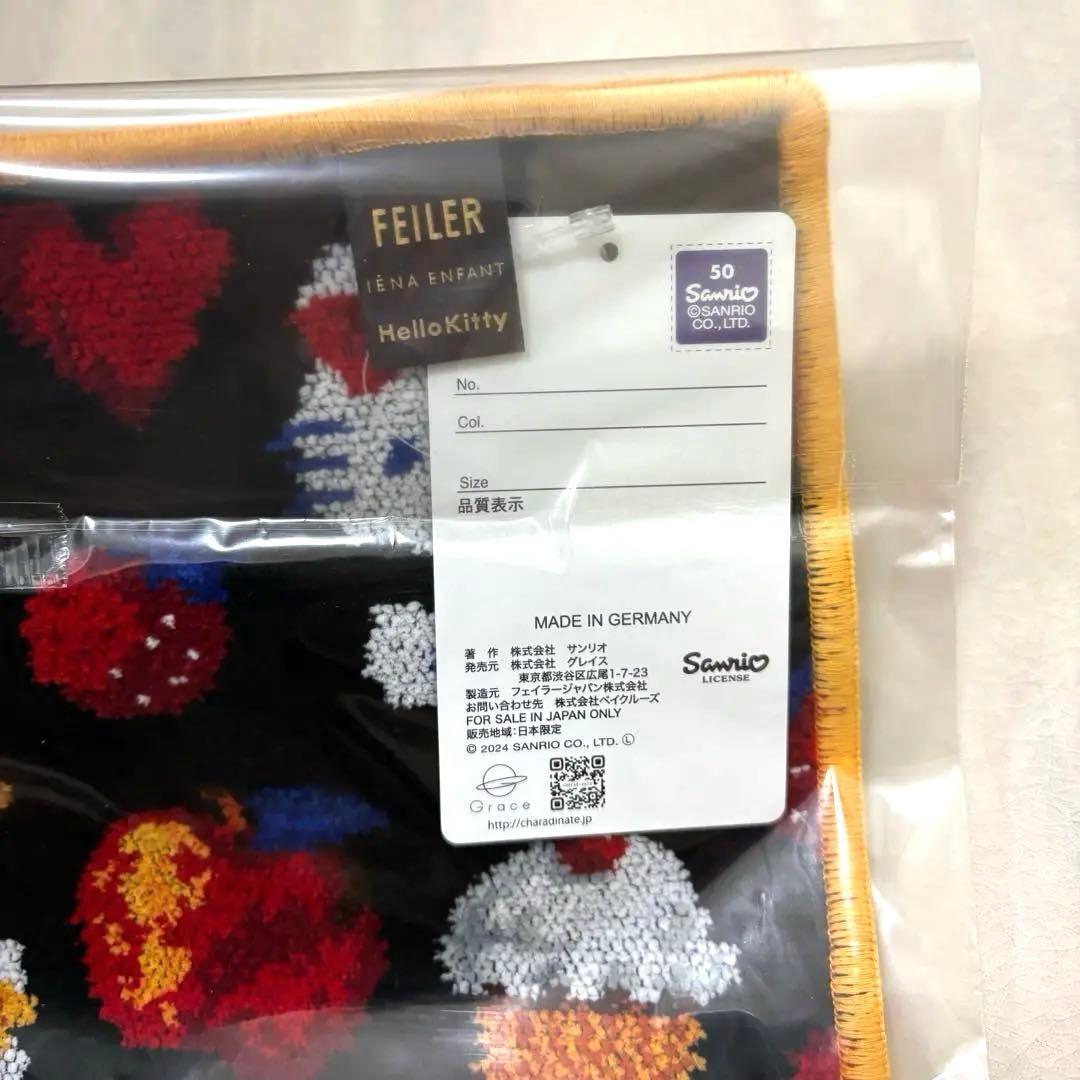 FEILER
IÉNA ENFANT
HelloKitty
50
Sanrio
©SANRIO
CO., LTD.
No.
Col.
Size
品質表示
MADE IN GERMANY
著 作 株式会社 サンリオ
発売元 株式会社 グレイス
東京都渋谷区広尾1-7-23
製造元 フェイラージャパン株式会社
お問い合わせ先 株式会社ベイクルーズ
FOR SALE IN JAPAN ONLY
販売地域:日本限定
© 2024 SANRIO CO., LTD. Ⓛ
Sanrio
LICENSE
Grace
http://charadinate.jp